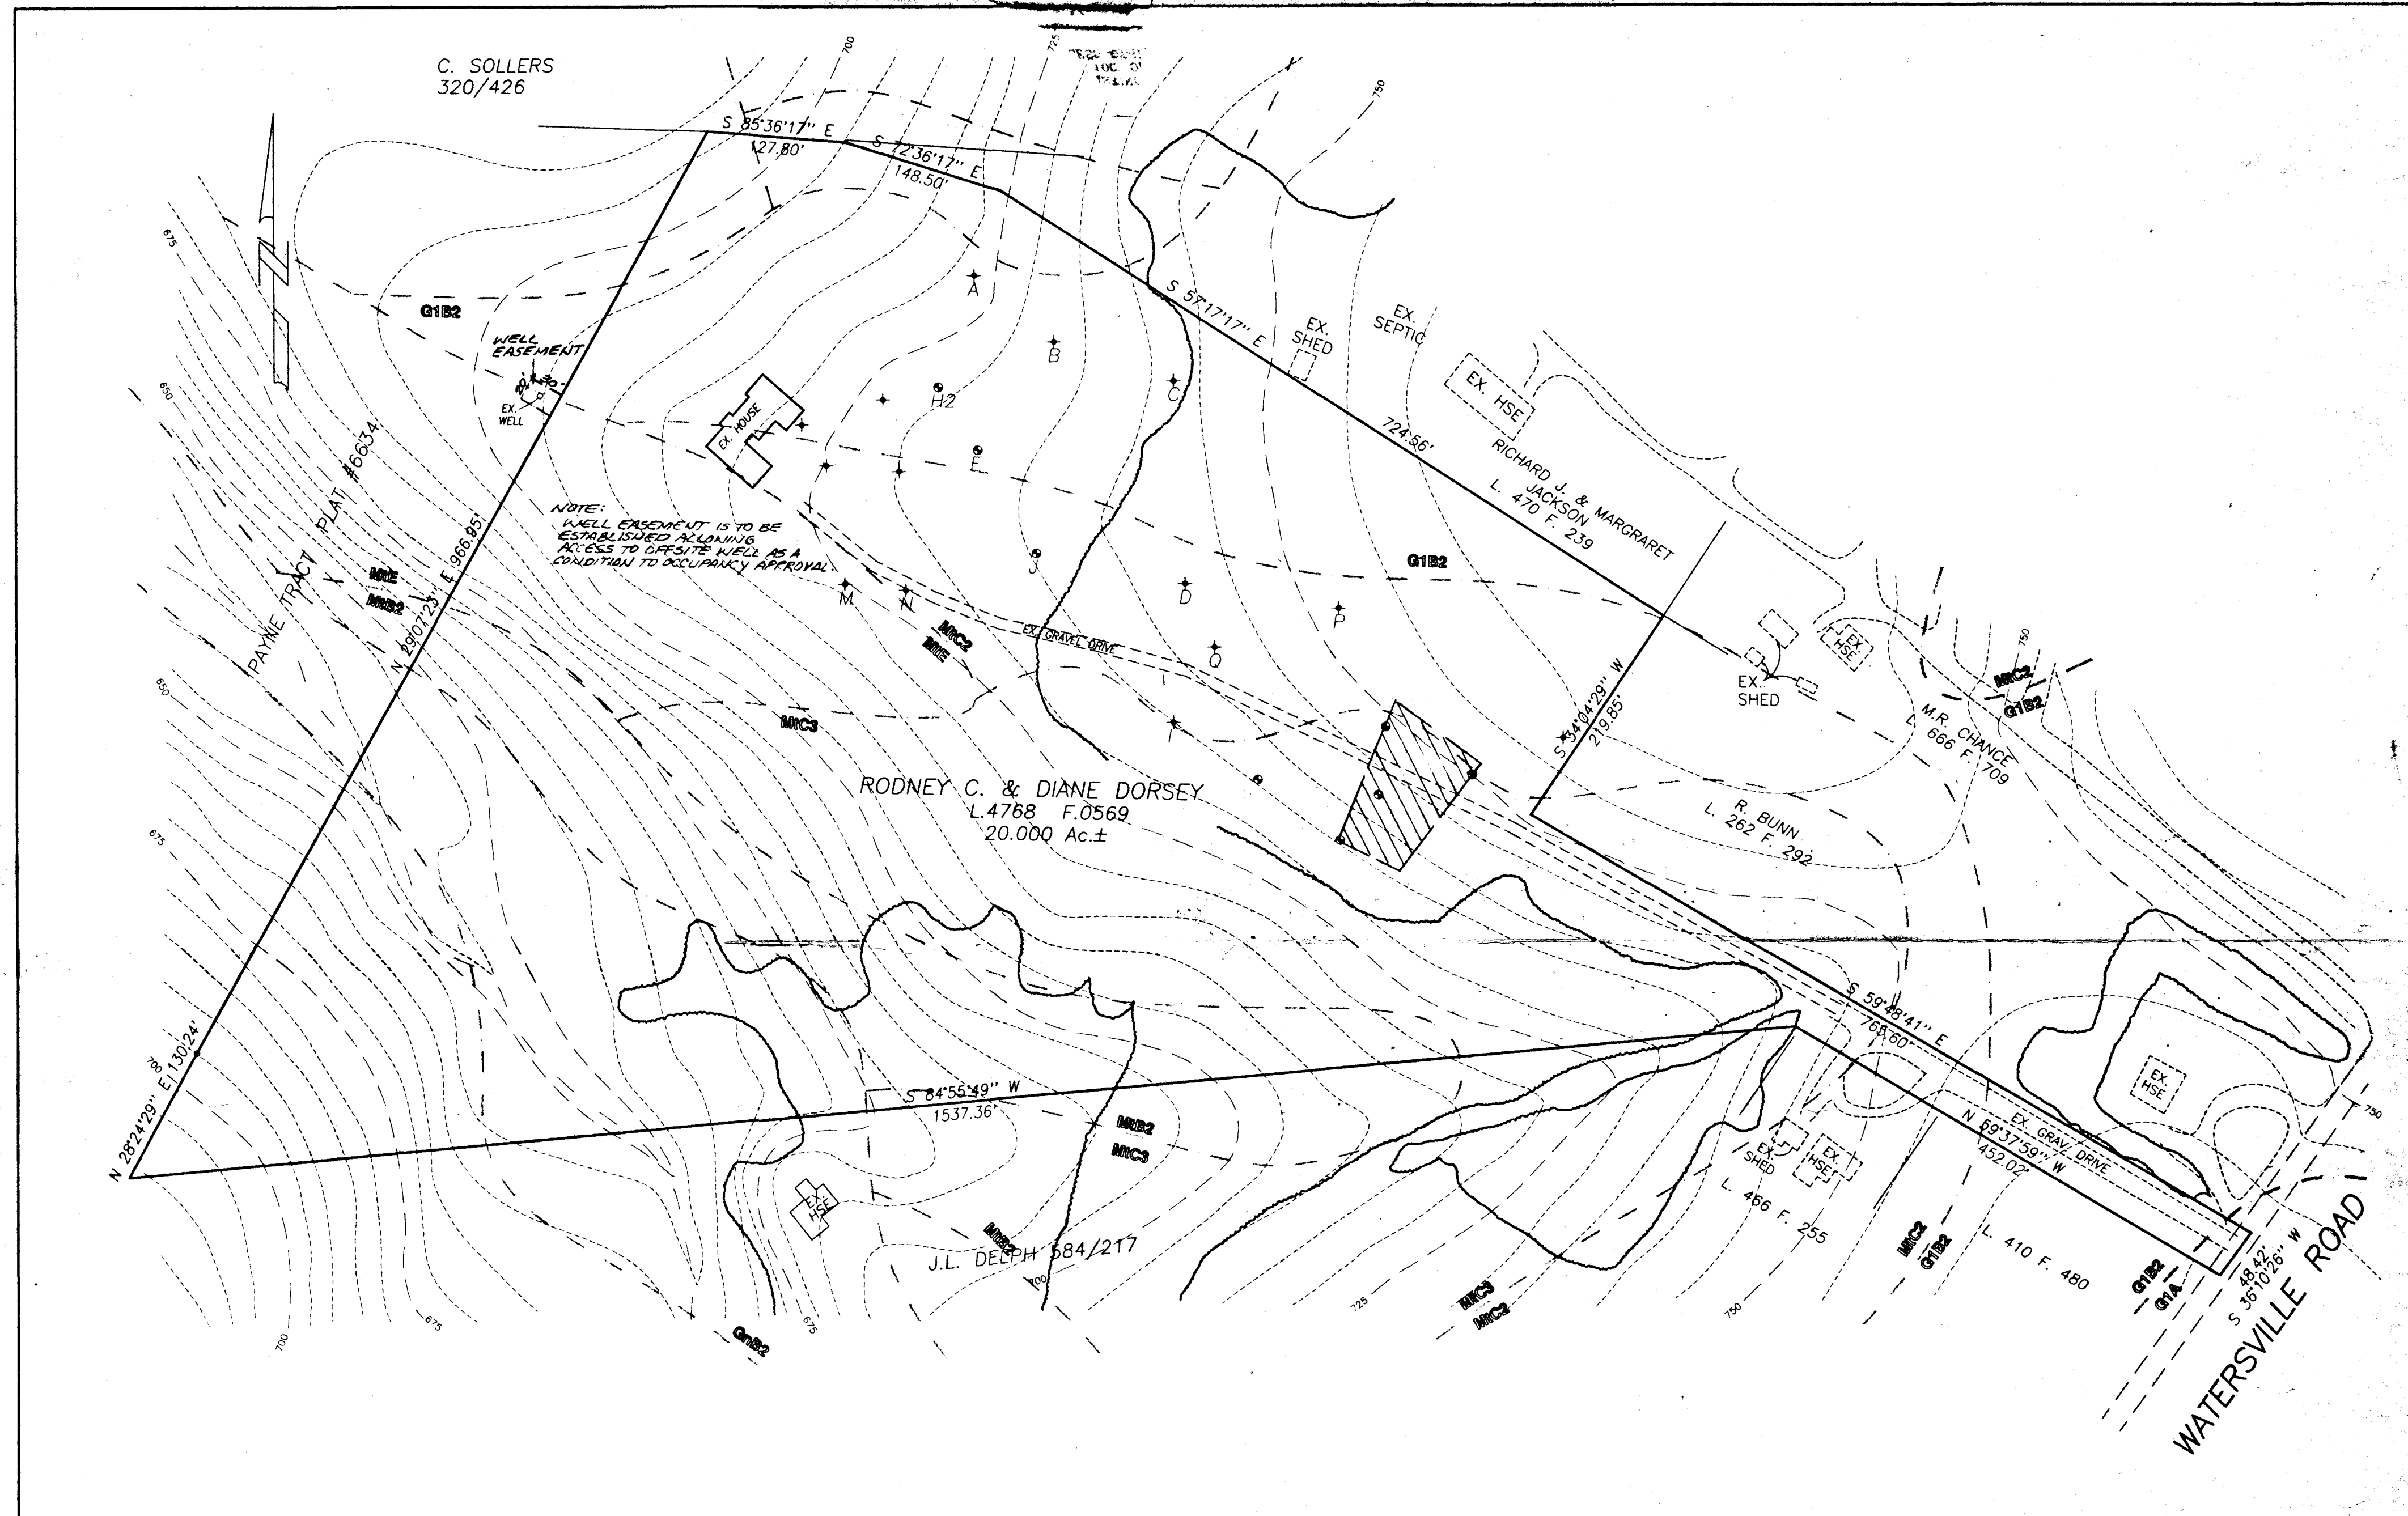 C. SOLLERS
320/426
700
725
750
S 85°36'17'' E
127.80'
S 72°36'17'' E
148.50'
675
G1B2
WELL
EASEMENT
EX.
WELL
A
B
C
H2
E
EX. HOUSE
S 57°17'17'' E
724.56'
EX.
SHED
EX.
SEPTIC
EX. HSE
RICHARD J. & MARGRARET
JACKSON
L. 470 F. 239
650
PAYNE TRACT PLAT #6634
MtE
MtB2
N 29°07'23'' E 966.95'
NOTE:
WELL EASEMENT IS TO BE
ESTABLISHED ALLONING
ACCESS TO OFFSITE WELL AS A
CONDITION TO OCCUPANCY APPROVAL.
J
M
N
D
P
Q
I
G1B2
MtC2
MtE
EX. GRAVEL DRIVE
MtC3
650
S 34°04'29'' W
219.85'
EX.
SHED
EX.
HSE
750
MtC2
G1B2
M.R. CHANCE
L. 666 F. 709
R. BUNN
L. 262 F. 292
RODNEY C. & DIANE DORSEY
L.4768 F.0569
20.000 Ac.±
675
700
N 28°24'29'' E 130.24'
S 84°55'49'' W
1537.36'
S 59°48'41'' E
765.60'
EX.
HSE
750
EX. GRAV. DRIVE
N 59°37'59'' W
452.02'
MtB2
MtC3
EX.
HSE
MtB2
J.L. DELPH 584/217
700
EX.
SHED
EX.
HSE
L. 466 F. 255
MtC2
G1B2
L. 410 F. 480
G1B2
G1A
48.42'
S 36°10'26'' W
WATERSVILLE ROAD
MtC3
MtC2
725
750
700
675
GnB2
675